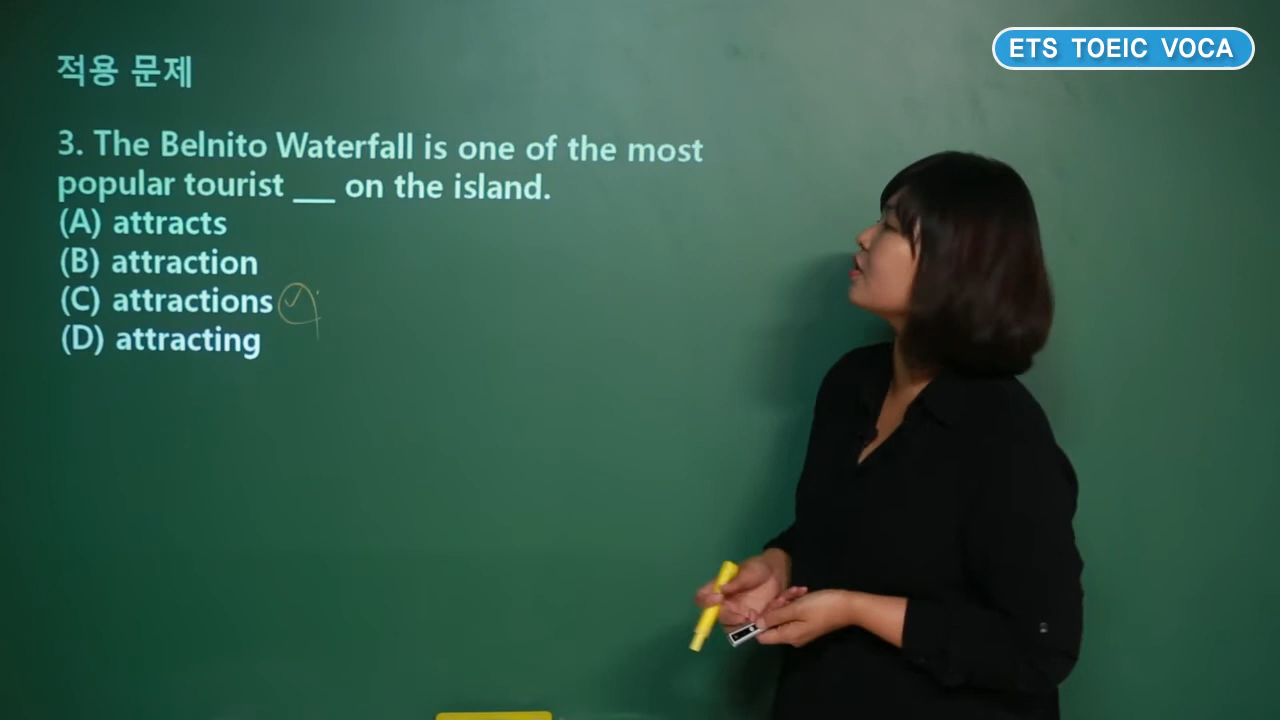 ETS TOEIC VOCA
적용 문제
3. The Belnito Waterfall is one of the most
popular tourist ___ on the island.
(A) attracts
(B) attraction
(C) attractions
(D) attracting